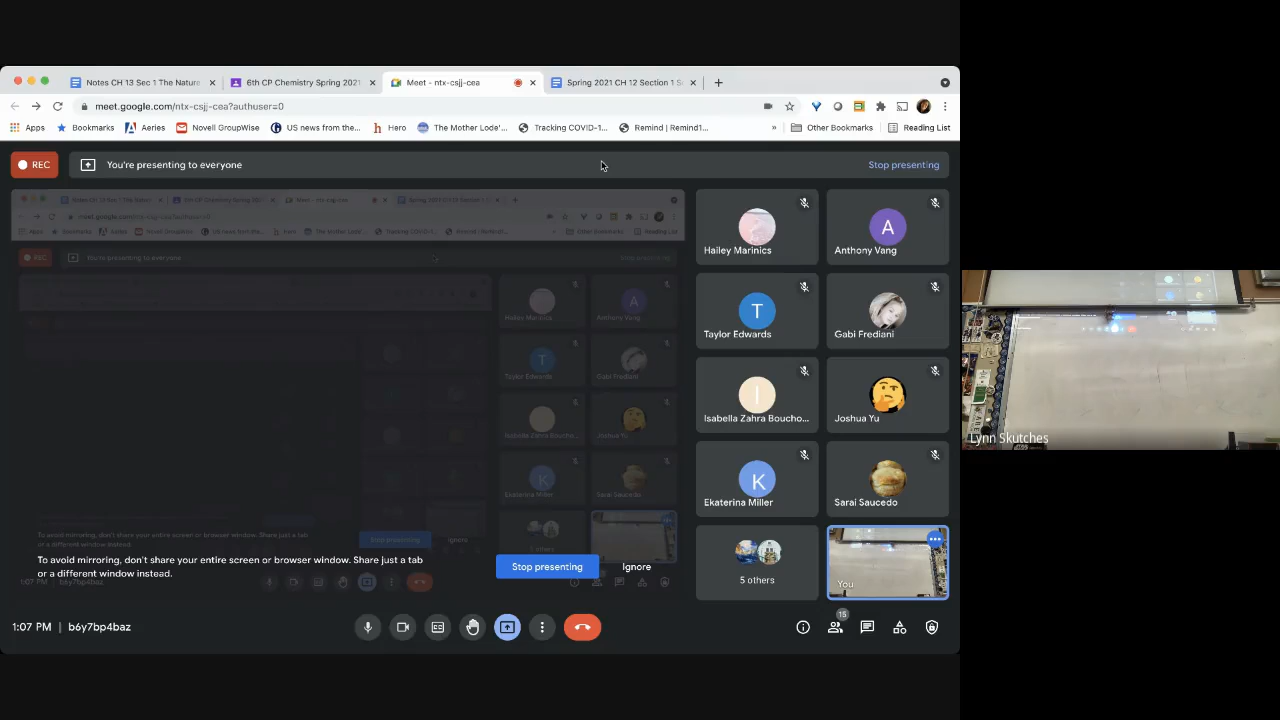 Notes CH 13 Sec 1 The Nature
6th CP Chemistry Spring 2021
Meet - ntx-csjj-cea
Spring 2021 CH 12 Section 1 S
meet.google.com/ntx-csjj-cea?authuser=0
Apps
Bookmarks
Aeries
Novell GroupWise
US news from the...
Hero
The Mother Lode'...
Tracking COVID-1...
Remind | Remind1...
»
Other Bookmarks
Reading List
REC
You're presenting to everyone
Stop presenting
Hailey Marinics
Anthony Vang
A
Taylor Edwards
T
Gabi Frediani
Isabella Zahra Boucho...
I
Joshua Yu
Ekaterina Miller
K
Sarai Saucedo
5 others
You
To avoid mirroring, don't share your entire screen or browser window. Share just a tab
or a different window instead.
Stop presenting
Ignore
1:07 PM | b6y7bp4baz
15
Lynn Skutches